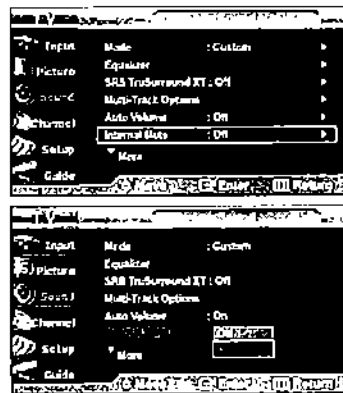 Input
Picture
Sound
Channel
Setup
Guide
Mode : Custom
Equalizer
SRS TruSurround XT : Off
Multi-Track Options
Auto Volume : On
Internal Mute : Off
More
Move
Enter
Return
Input
Picture
Sound
Channel
Setup
Guide
Mode : Custom
Equalizer
SRS TruSurround XT : Off
Multi-Track Options
Auto Volume : On
More
Move
Enter
Return